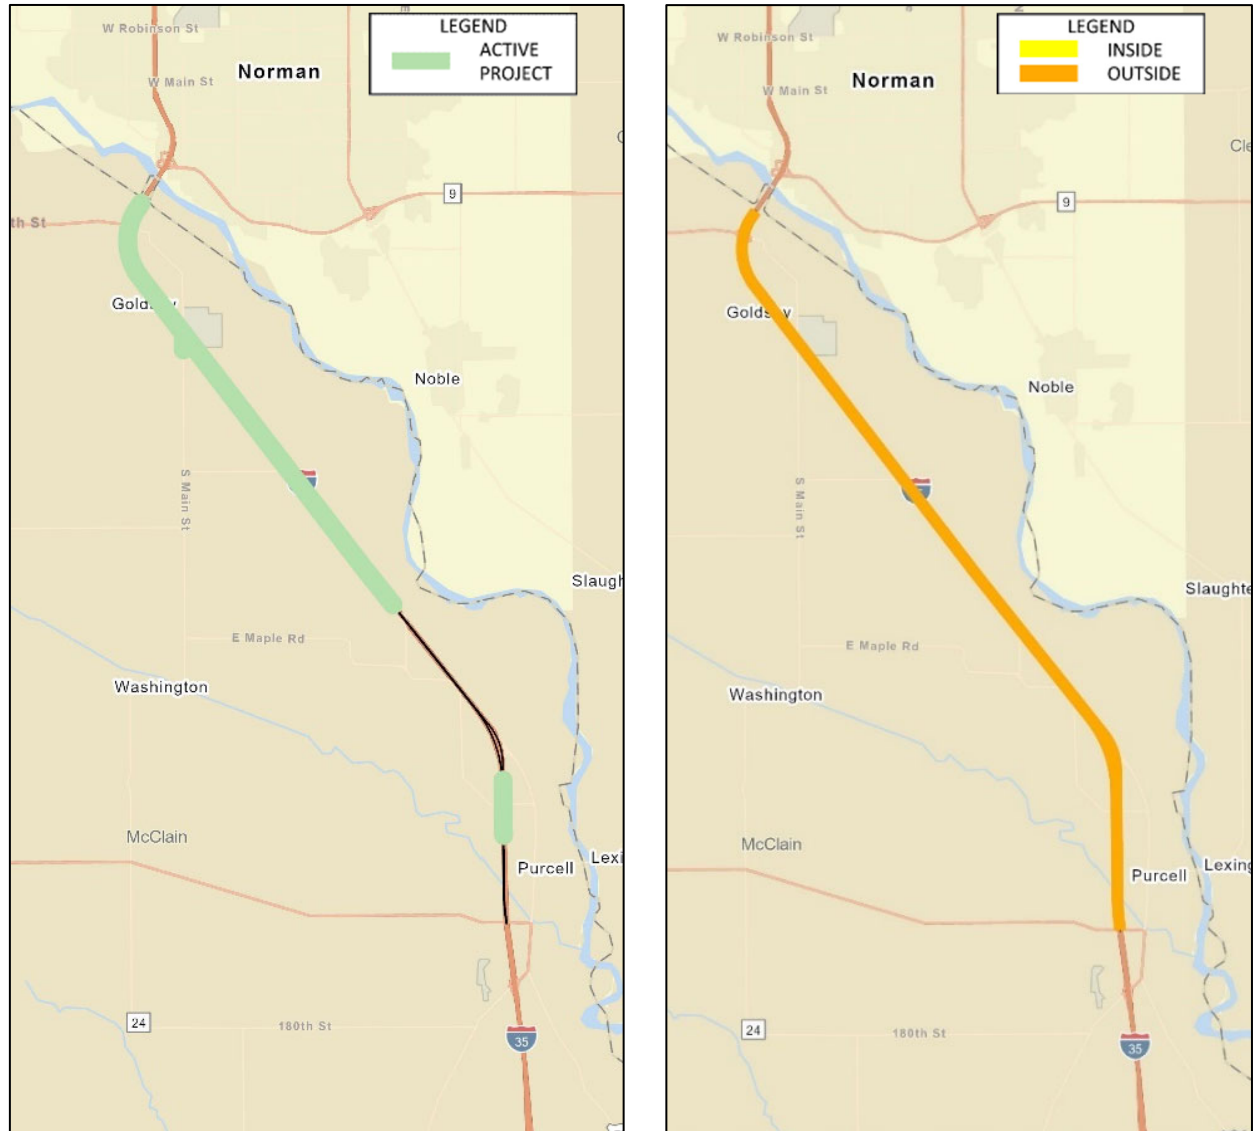 W Robinson St
LEGEND
ACTIVE
PROJECT
W Main St
Norman
9
th St
Noble
S Main St
Slaugh
E Maple Rd
Washington
McClain
Purcell
Lexi
24
180th St
35
W Robinson St
LEGEND
INSIDE
OUTSIDE
W Main St
Norman
Cle
9
Noble
S Main St
Slaughte
E Maple Rd
Washington
McClain
Purcell
Lexing
24
180th St
35